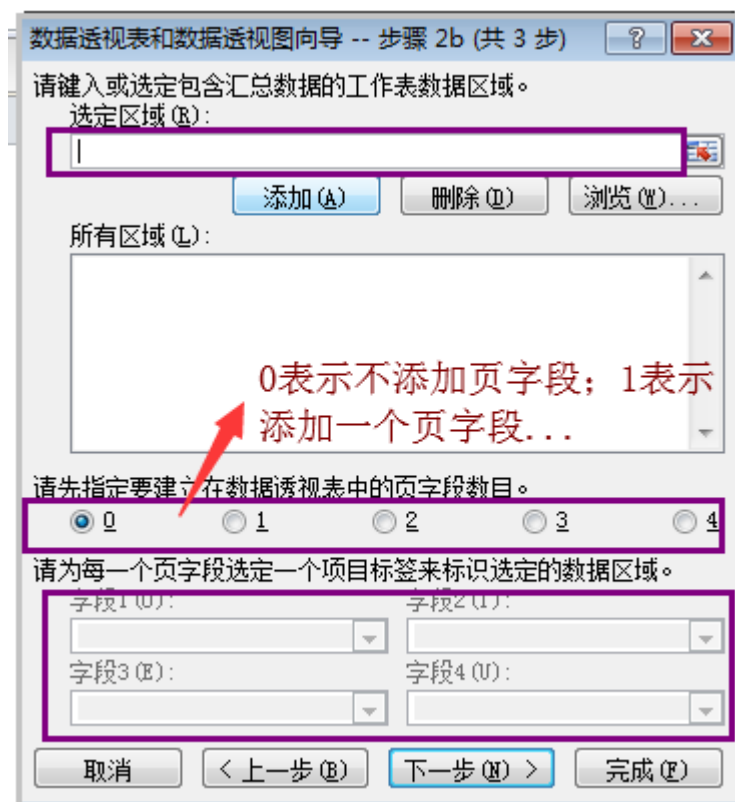 数据透视表和数据透视图向导 -- 步骤 2b (共 3 步)
请键入或选定包含汇总数据的工作表数据区域。
选定区域(R):
添加(A) 删除(D) 浏览(W)...
所有区域(L):
0表示不添加页字段；1表示
添加一个页字段...
请先指定要建立在数据透视表中的页字段数目。
0 1 2 3 4
请为每一个页字段选定一个项目标签来标识选定的数据区域。
字段1(O): 字段2(I):
字段3(E): 字段4(U):
取消 <上一步(B) 下一步(N) > 完成(F)